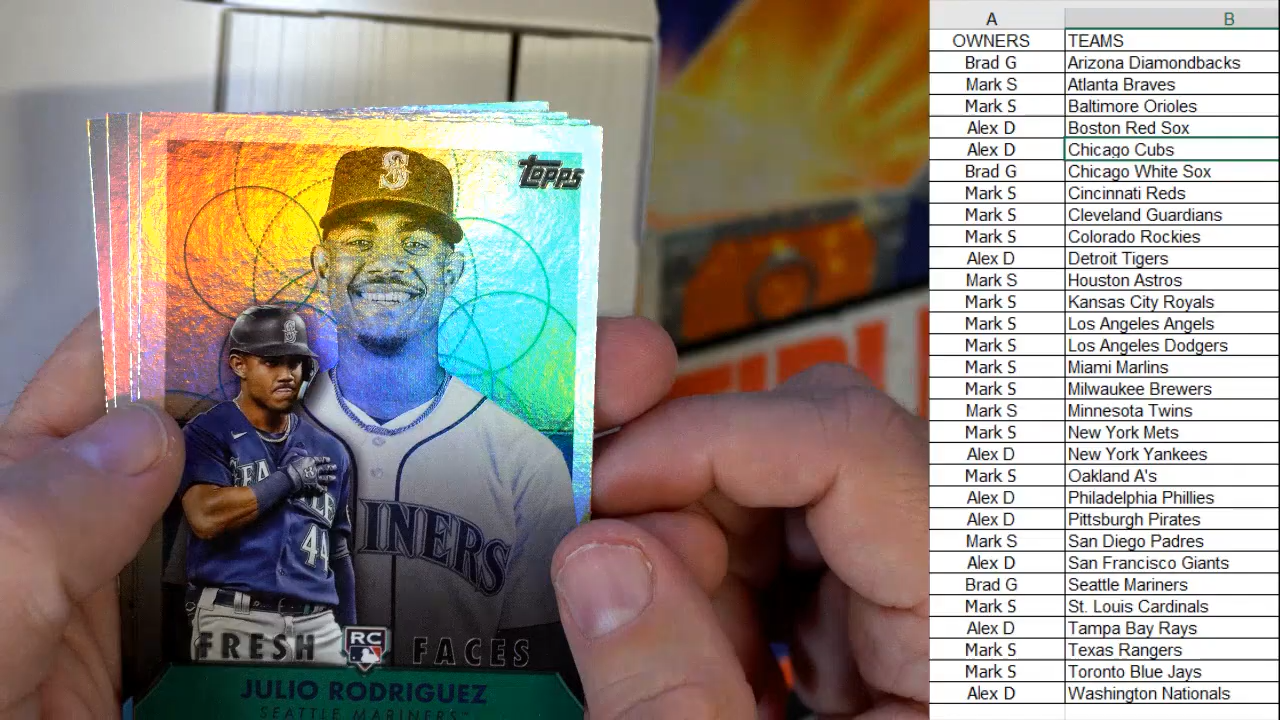 Topps
S
S
SEATTLE
44
MARINERS
FRESH RC FACES
JULIO RODRIGUEZ
SEATTLE MARINERS™
A B
OWNERS TEAMS
Brad G Arizona Diamondbacks
Mark S Atlanta Braves
Mark S Baltimore Orioles
Alex D Boston Red Sox
Alex D Chicago Cubs
Brad G Chicago White Sox
Mark S Cincinnati Reds
Mark S Cleveland Guardians
Mark S Colorado Rockies
Alex D Detroit Tigers
Mark S Houston Astros
Mark S Kansas City Royals
Mark S Los Angeles Angels
Mark S Los Angeles Dodgers
Mark S Miami Marlins
Mark S Milwaukee Brewers
Mark S Minnesota Twins
Mark S New York Mets
Alex D New York Yankees
Mark S Oakland A's
Alex D Philadelphia Phillies
Alex D Pittsburgh Pirates
Mark S San Diego Padres
Alex D San Francisco Giants
Brad G Seattle Mariners
Mark S St. Louis Cardinals
Alex D Tampa Bay Rays
Mark S Texas Rangers
Mark S Toronto Blue Jays
Alex D Washington Nationals